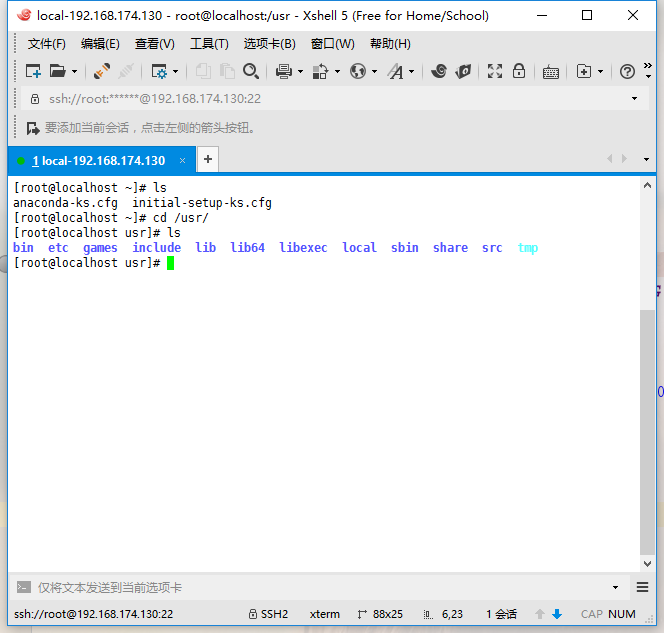 local-192.168.174.130 - root@localhost:/usr - Xshell 5 (Free for Home/School)
文件(F) 编辑(E) 查看(V) 工具(T) 选项卡(B) 窗口(W) 帮助(H)
ssh://root:******@192.168.174.130:22
要添加当前会话，点击左侧的箭头按钮。
1 local-192.168.174.130 × +
[root@localhost ~]# ls
anaconda-ks.cfg  initial-setup-ks.cfg
[root@localhost ~]# cd /usr/
[root@localhost usr]# ls
bin  etc  games  include  lib  lib64  libexec  local  sbin  share  src  tmp
[root@localhost usr]#
仅将文本发送到当前选项卡
ssh://root@192.168.174.130:22 SSH2 xterm 88x25 6,23 1 会话 CAP NUM